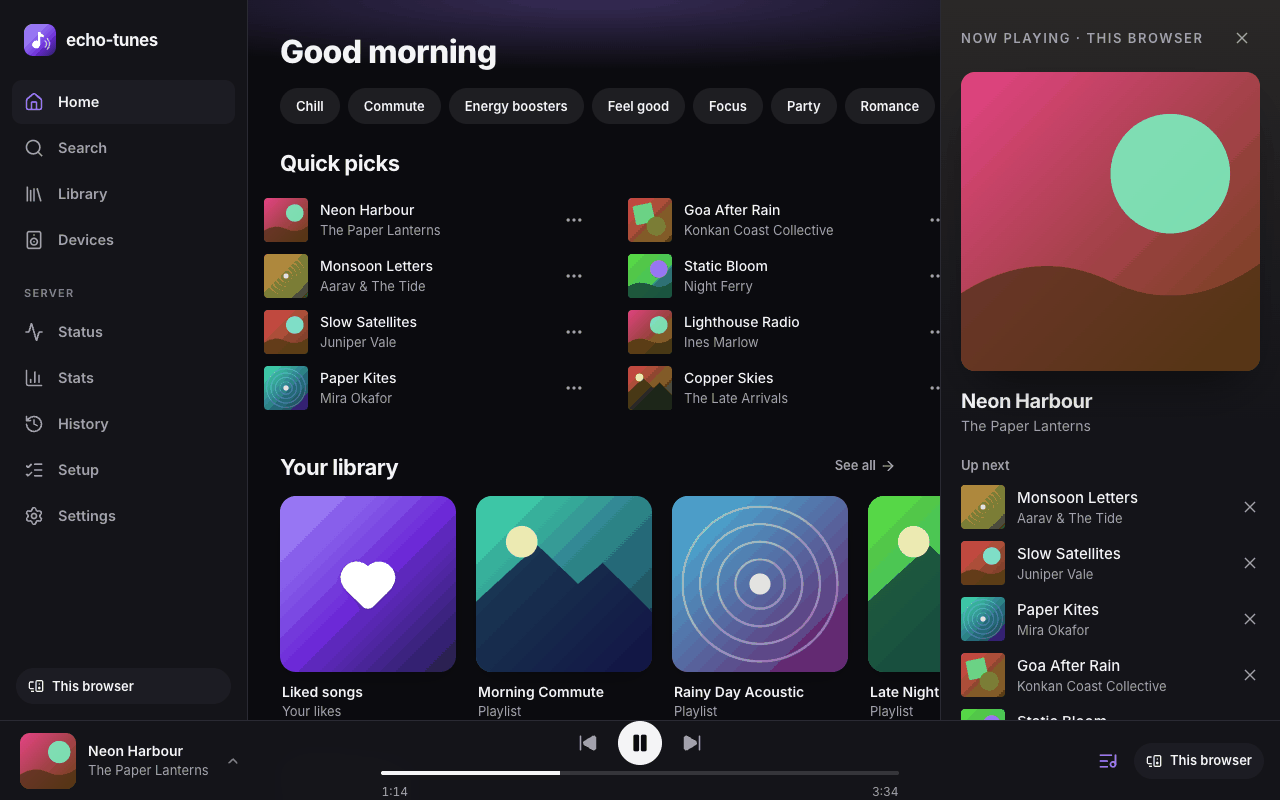 echo-tunes
Home
Search
Library
Devices
SERVER
Status
Stats
History
Setup
Settings
This browser
Good morning
Chill
Commute
Energy boosters
Feel good
Focus
Party
Romance
Quick picks
Neon Harbour
The Paper Lanterns
Monsoon Letters
Aarav & The Tide
Slow Satellites
Juniper Vale
Paper Kites
Mira Okafor
Goa After Rain
Konkan Coast Collective
Static Bloom
Night Ferry
Lighthouse Radio
Ines Marlow
Copper Skies
The Late Arrivals
Your library
See all
Liked songs
Your likes
Morning Commute
Playlist
Rainy Day Acoustic
Playlist
Late Night
Playlist
NOW PLAYING · THIS BROWSER
Neon Harbour
The Paper Lanterns
Up next
Monsoon Letters
Aarav & The Tide
Slow Satellites
Juniper Vale
Paper Kites
Mira Okafor
Goa After Rain
Konkan Coast Collective
Static Bloom
Neon Harbour
The Paper Lanterns
1:14
3:34
This browser